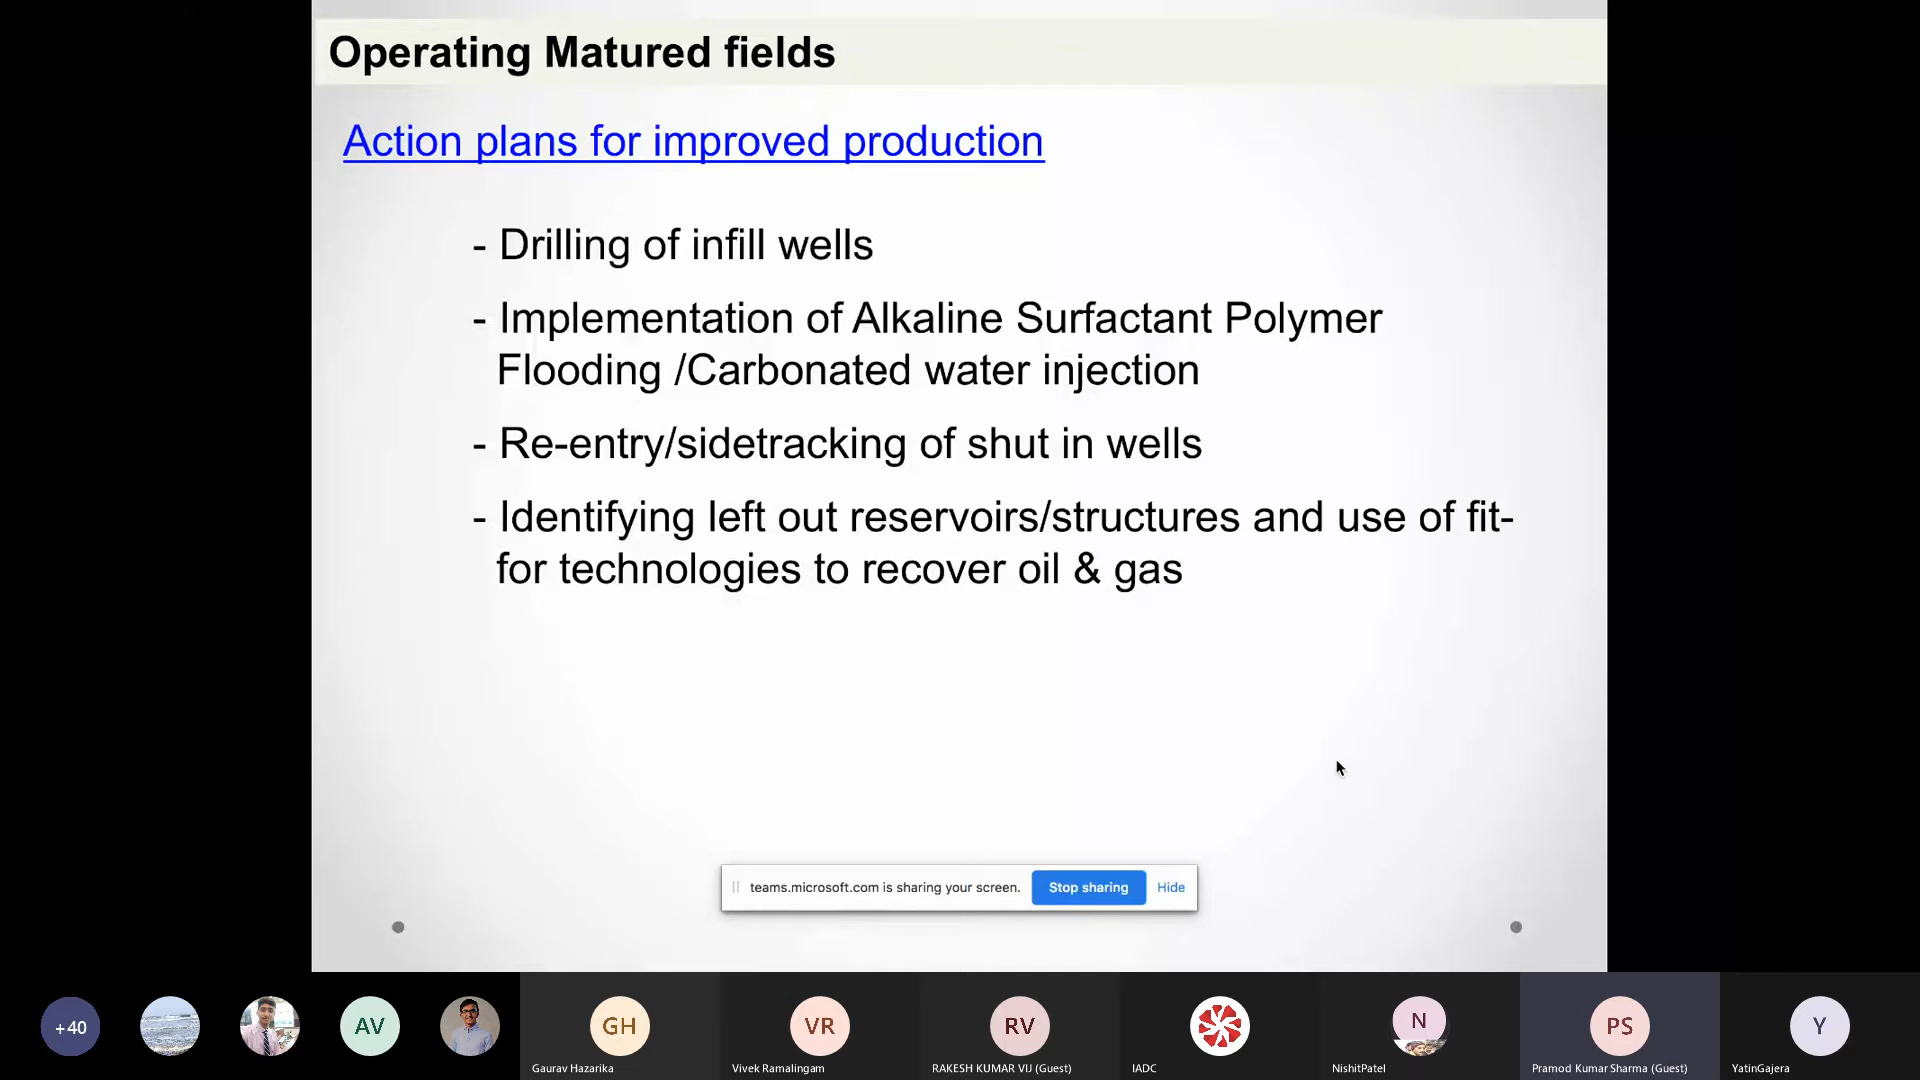 Operating Matured fields
Action plans for improved production
- Drilling of infill wells
- Implementation of Alkaline Surfactant Polymer
Flooding /Carbonated water injection
- Re-entry/sidetracking of shut in wells
- Identifying left out reservoirs/structures and use of fit-
for technologies to recover oil & gas
teams.microsoft.com is sharing your screen. Stop sharing Hide
+40 AV GH VR RV N PS Y
Gaurav Hazarika Vivek Ramalingam RAKESH KUMAR VIJ (Guest) IADC NishitPatel Pramod Kumar Sharma (Guest) YatinGajera